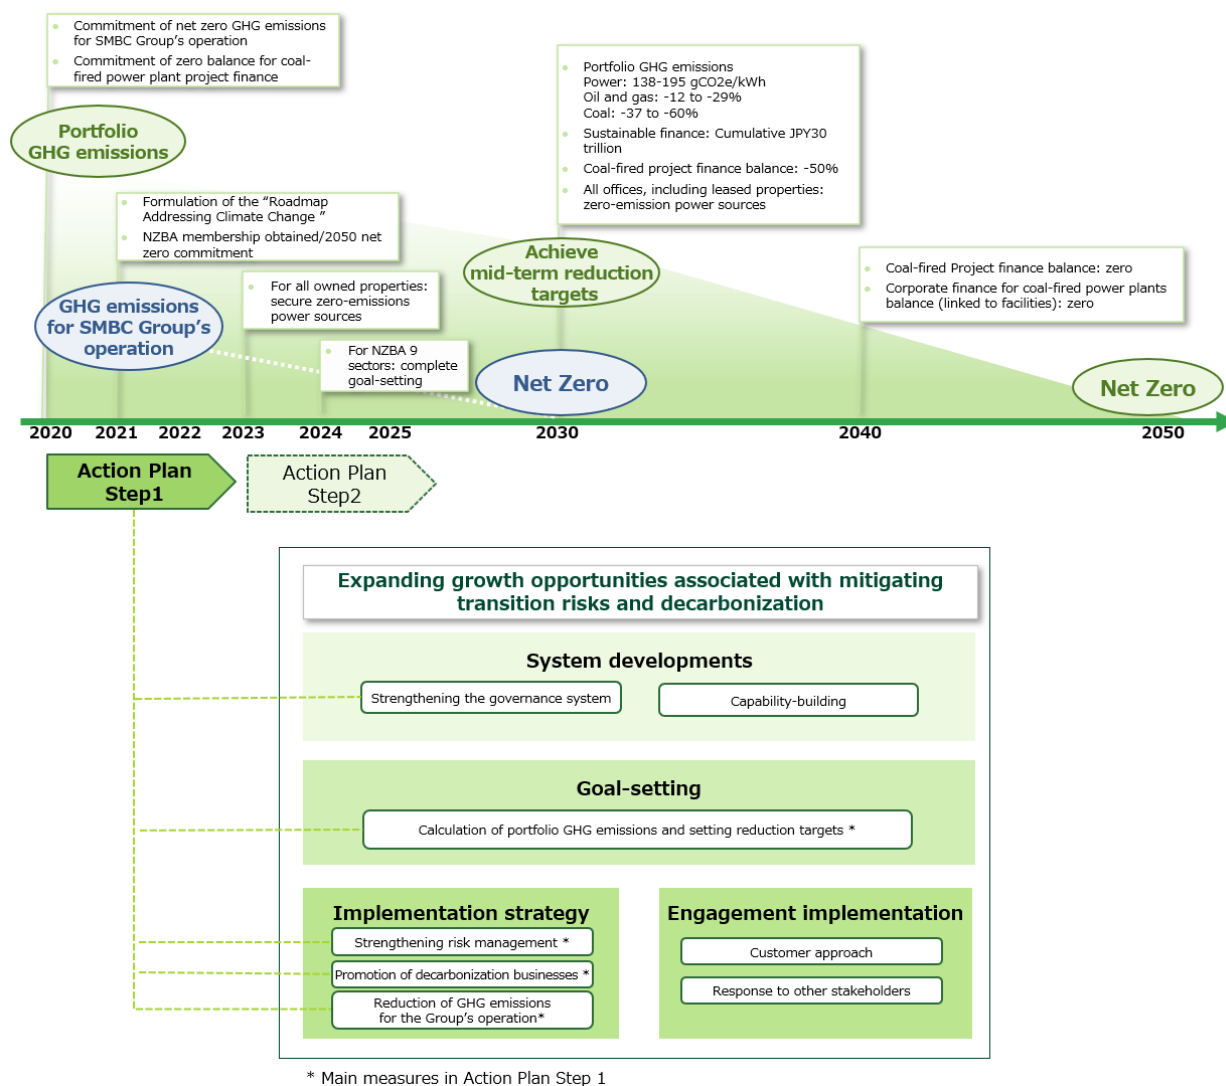 • Commitment of net zero GHG emissions
for SMBC Group’s operation
• Commitment of zero balance for coal-
fired power plant project finance
Portfolio
GHG emissions
• Portfolio GHG emissions
Power: 138-195 gCO2e/kWh
Oil and gas: -12 to -29%
Coal: -37 to -60%
• Sustainable finance: Cumulative JPY30
trillion
• Coal-fired project finance balance: -50%
• All offices, including leased properties:
zero-emission power sources
• Formulation of the “Roadmap
Addressing Climate Change ”
• NZBA membership obtained/2050 net
zero commitment
Achieve
mid-term reduction
targets
• Coal-fired Project finance balance: zero
• Corporate finance for coal-fired power plants
balance (linked to facilities): zero
• For all owned properties:
secure zero-emissions
power sources
GHG emissions
for SMBC Group’s
operation
• For NZBA 9
sectors: complete
goal-setting
Net Zero
Net Zero
2020 2021 2022 2023 2024 2025 2030 2040 2050
Action Plan
Step1
Action Plan
Step2
Expanding growth opportunities associated with mitigating
transition risks and decarbonization
System developments
Strengthening the governance system
Capability-building
Goal-setting
Calculation of portfolio GHG emissions and setting reduction targets *
Implementation strategy
Strengthening risk management *
Promotion of decarbonization businesses *
Reduction of GHG emissions
for the Group’s operation*
Engagement implementation
Customer approach
Response to other stakeholders
* Main measures in Action Plan Step 1